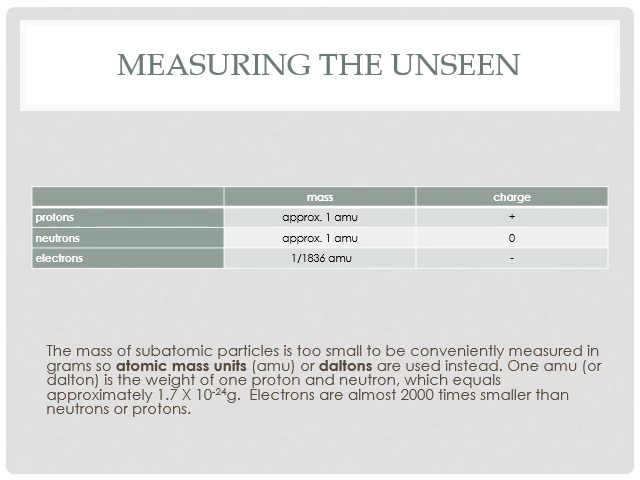 MEASURING THE UNSEEN
mass charge
protons approx. 1 amu +
neutrons approx. 1 amu 0
electrons 1/1836 amu -
The mass of subatomic particles is too small to be conveniently measured in
grams so atomic mass units (amu) or daltons are used instead. One amu (or
dalton) is the weight of one proton and neutron, which equals
approximately 1.7 X 10⁻²⁴g. Electrons are almost 2000 times smaller than
neutrons or protons.